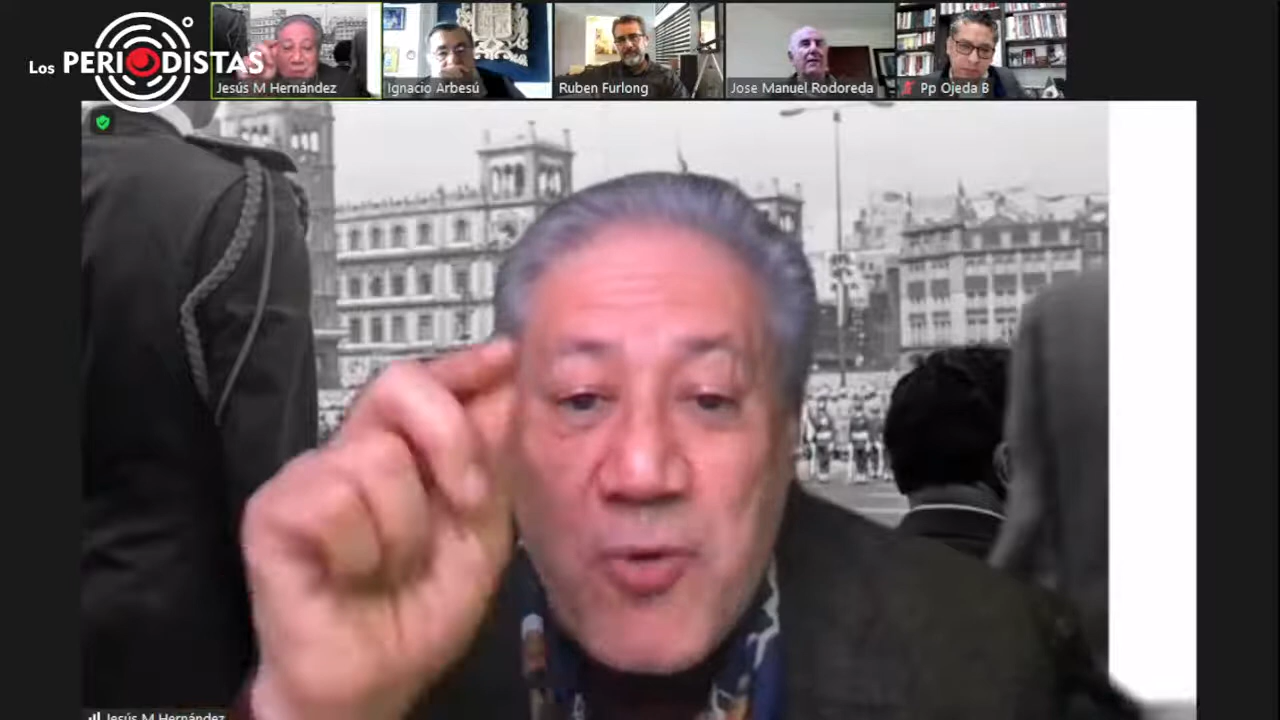 Los PERIODISTAS
Jesús M Hernández
Ignacio Arbesú
Ruben Furlong
Jose Manuel Rodoreda
Pp Ojeda B
Jesús M Hernández